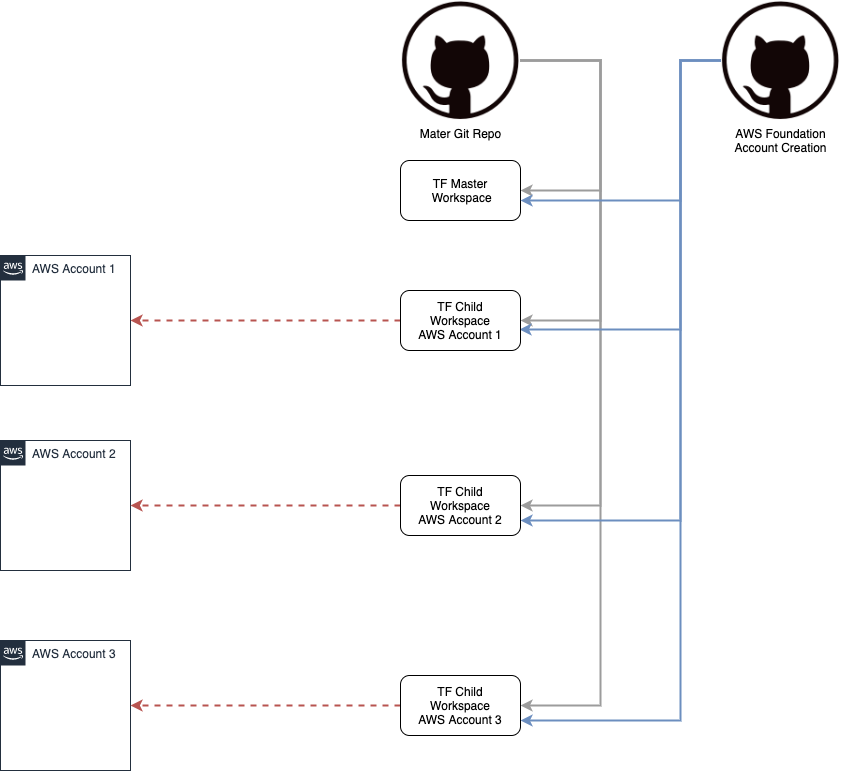 Mater Git Repo
AWS Foundation
Account Creation
TF Master
Workspace
aws
AWS Account 1
TF Child
Workspace
AWS Account 1
aws
AWS Account 2
TF Child
Workspace
AWS Account 2
aws
AWS Account 3
TF Child
Workspace
AWS Account 3